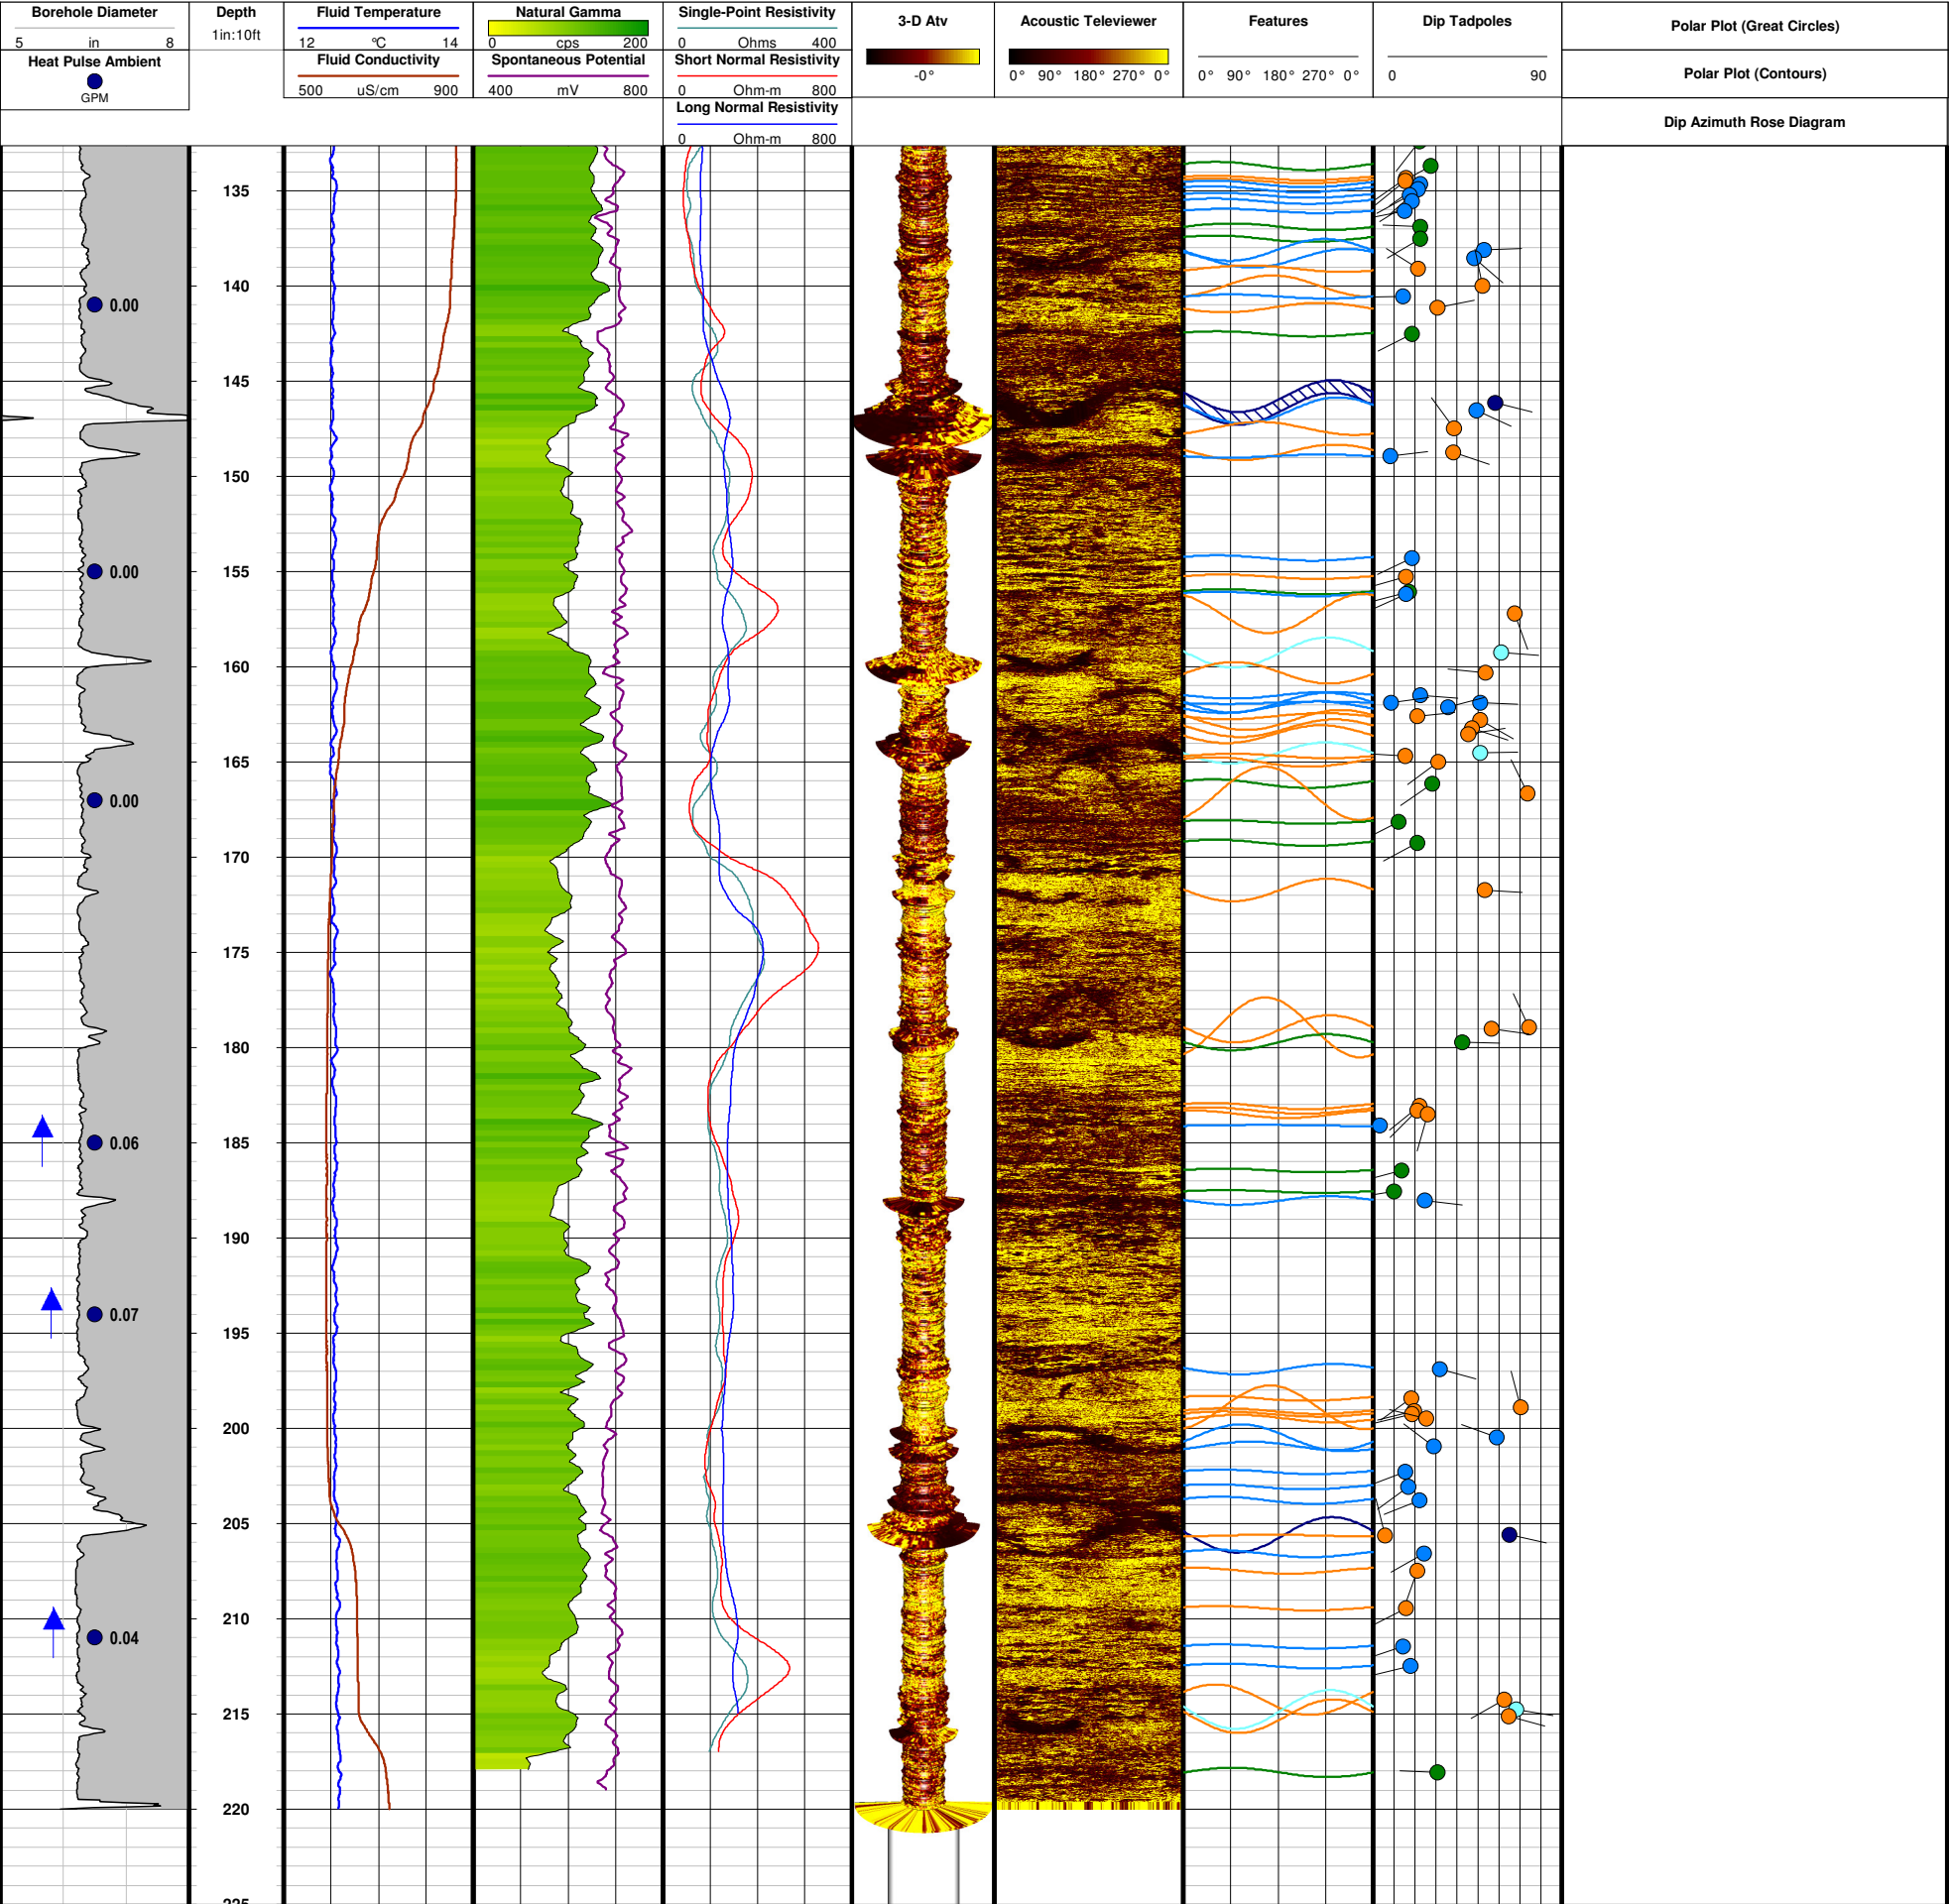 Borehole Diameter
5 in 8
Heat Pulse Ambient
GPM
Depth
1in:10ft
Fluid Temperature
12 °C 14
Fluid Conductivity
500 uS/cm 900
Natural Gamma
0 cps 200
Spontaneous Potential
400 mV 800
Single-Point Resistivity
0 Ohms 400
Short Normal Resistivity
0 Ohm-m 800
Long Normal Resistivity
0 Ohm-m 800
3-D Atv
-0°
Acoustic Televiewer
0° 90° 180° 270° 0°
Features
0° 90° 180° 270° 0°
Dip Tadpoles
0 90
Polar Plot (Great Circles)
Polar Plot (Contours)
Dip Azimuth Rose Diagram
135
140
0.00
145
150
155
0.00
160
165
0.00
170
175
180
185
0.06
190
0.07
195
200
205
210
0.04
215
220
225